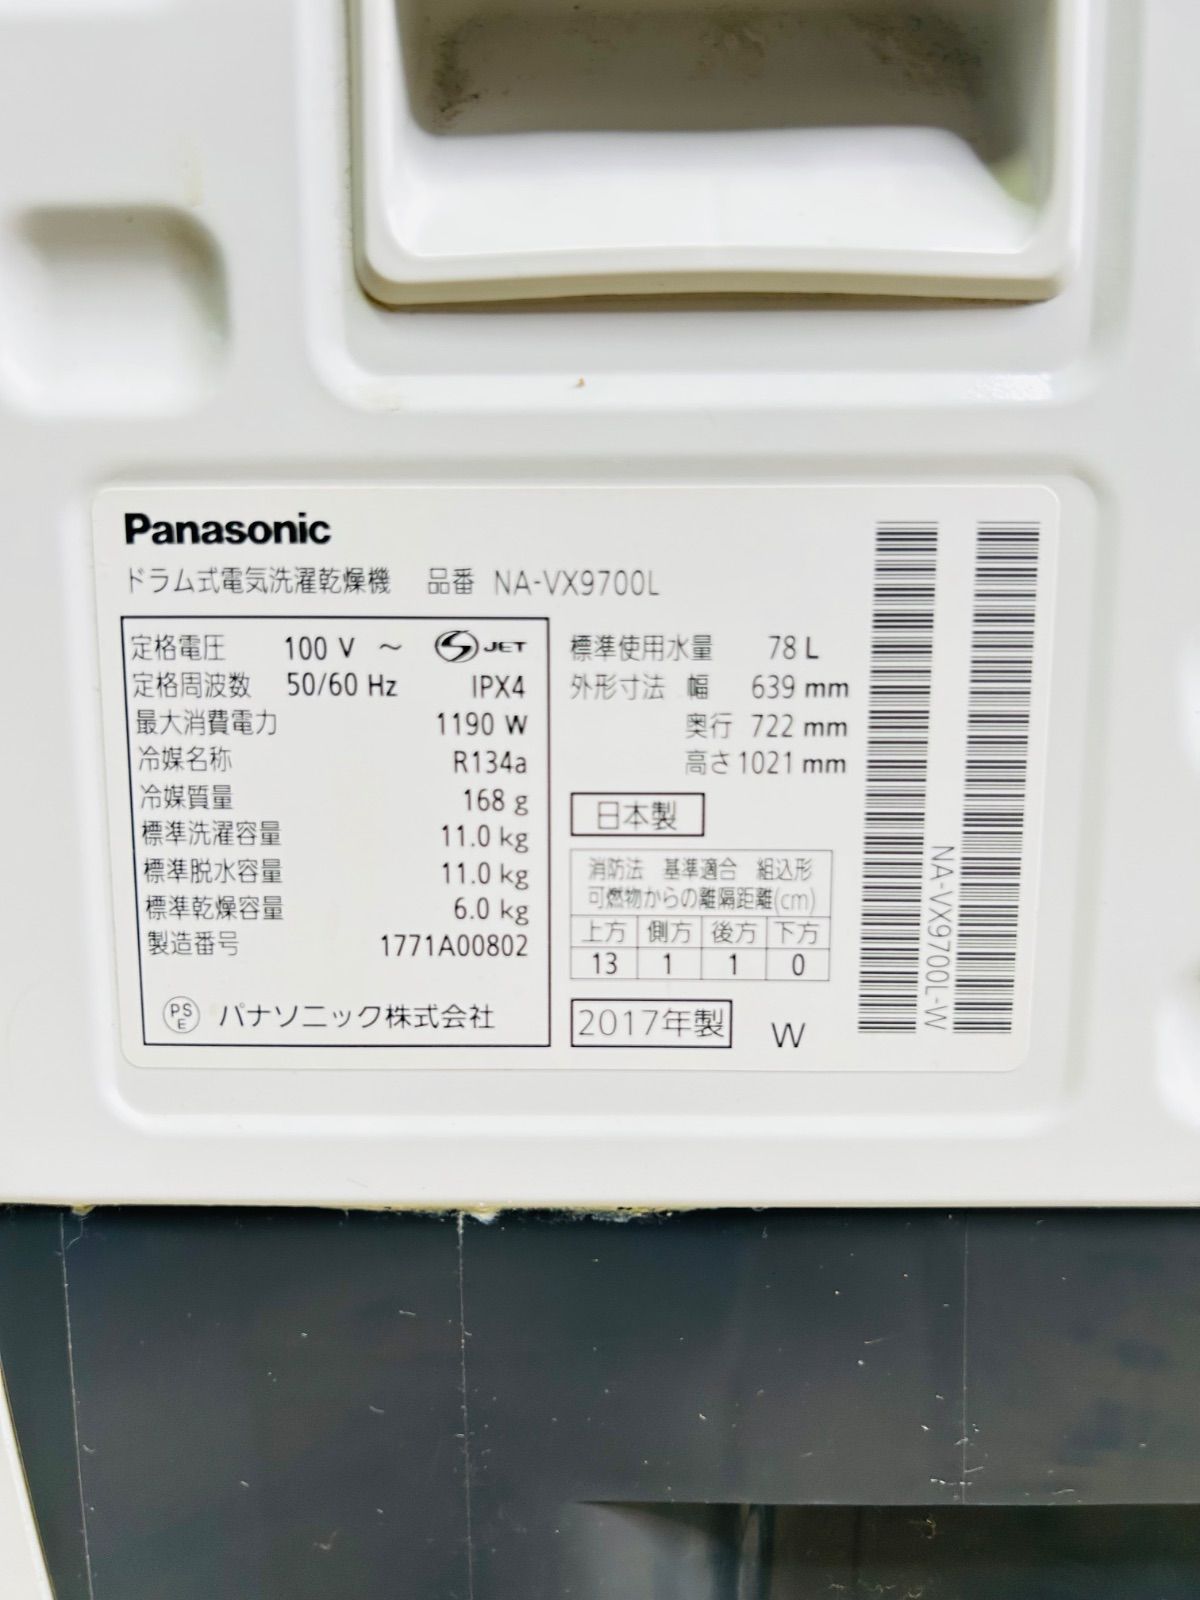 Panasonic
ドラム式電気洗濯乾燥機 品番 NA-VX9700L
定格電圧 100 V ～ JET
定格周波数 50/60 Hz IPX4
最大消費電力 1190 W
冷媒名称 R134a
冷媒質量 168 g
標準洗濯容量 11.0 kg
標準脱水容量 11.0 kg
標準乾燥容量 6.0 kg
製造番号 1771A00802
PS E パナソニック株式会社
標準使用水量 78 L
外形寸法 幅 639 mm
奥行 722 mm
高さ 1021 mm
日本製
消防法 基準適合 組込形
可燃物からの離隔距離(cm)
上方 側方 後方 下方
13 1 1 0
2017年製 W
NA-VX9700L-W